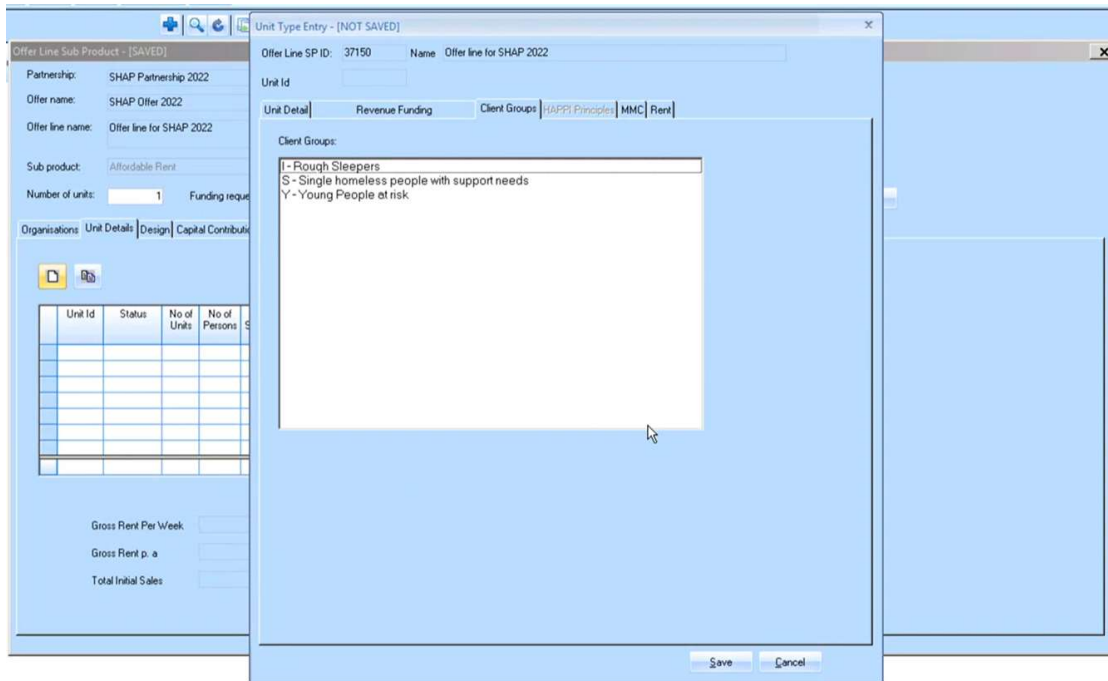 Unit Type Entry - [NOT SAVED]
Offer Line Sub Product - [SAVED]
Partnership: SHAP Partnership 2022
Offer name: SHAP Offer 2022
Offer line name: Offer line for SHAP 2022
Sub product: Affordable Rent
Number of units: 1 Funding reque
Organisations Unit Details Design Capital Contributio
Unit Id Status No of Units No of Persons S
Gross Rent Per Week
Gross Rent p. a
Total Initial Sales
Offer Line SP ID: 37150 Name Offer line for SHAP 2022
Unit Id
Unit Detail Revenue Funding Client Groups HAPPI Principles MMC Rent
Client Groups:
I - Rough Sleepers
S - Single homeless people with support needs
Y - Young People at risk
Save Cancel